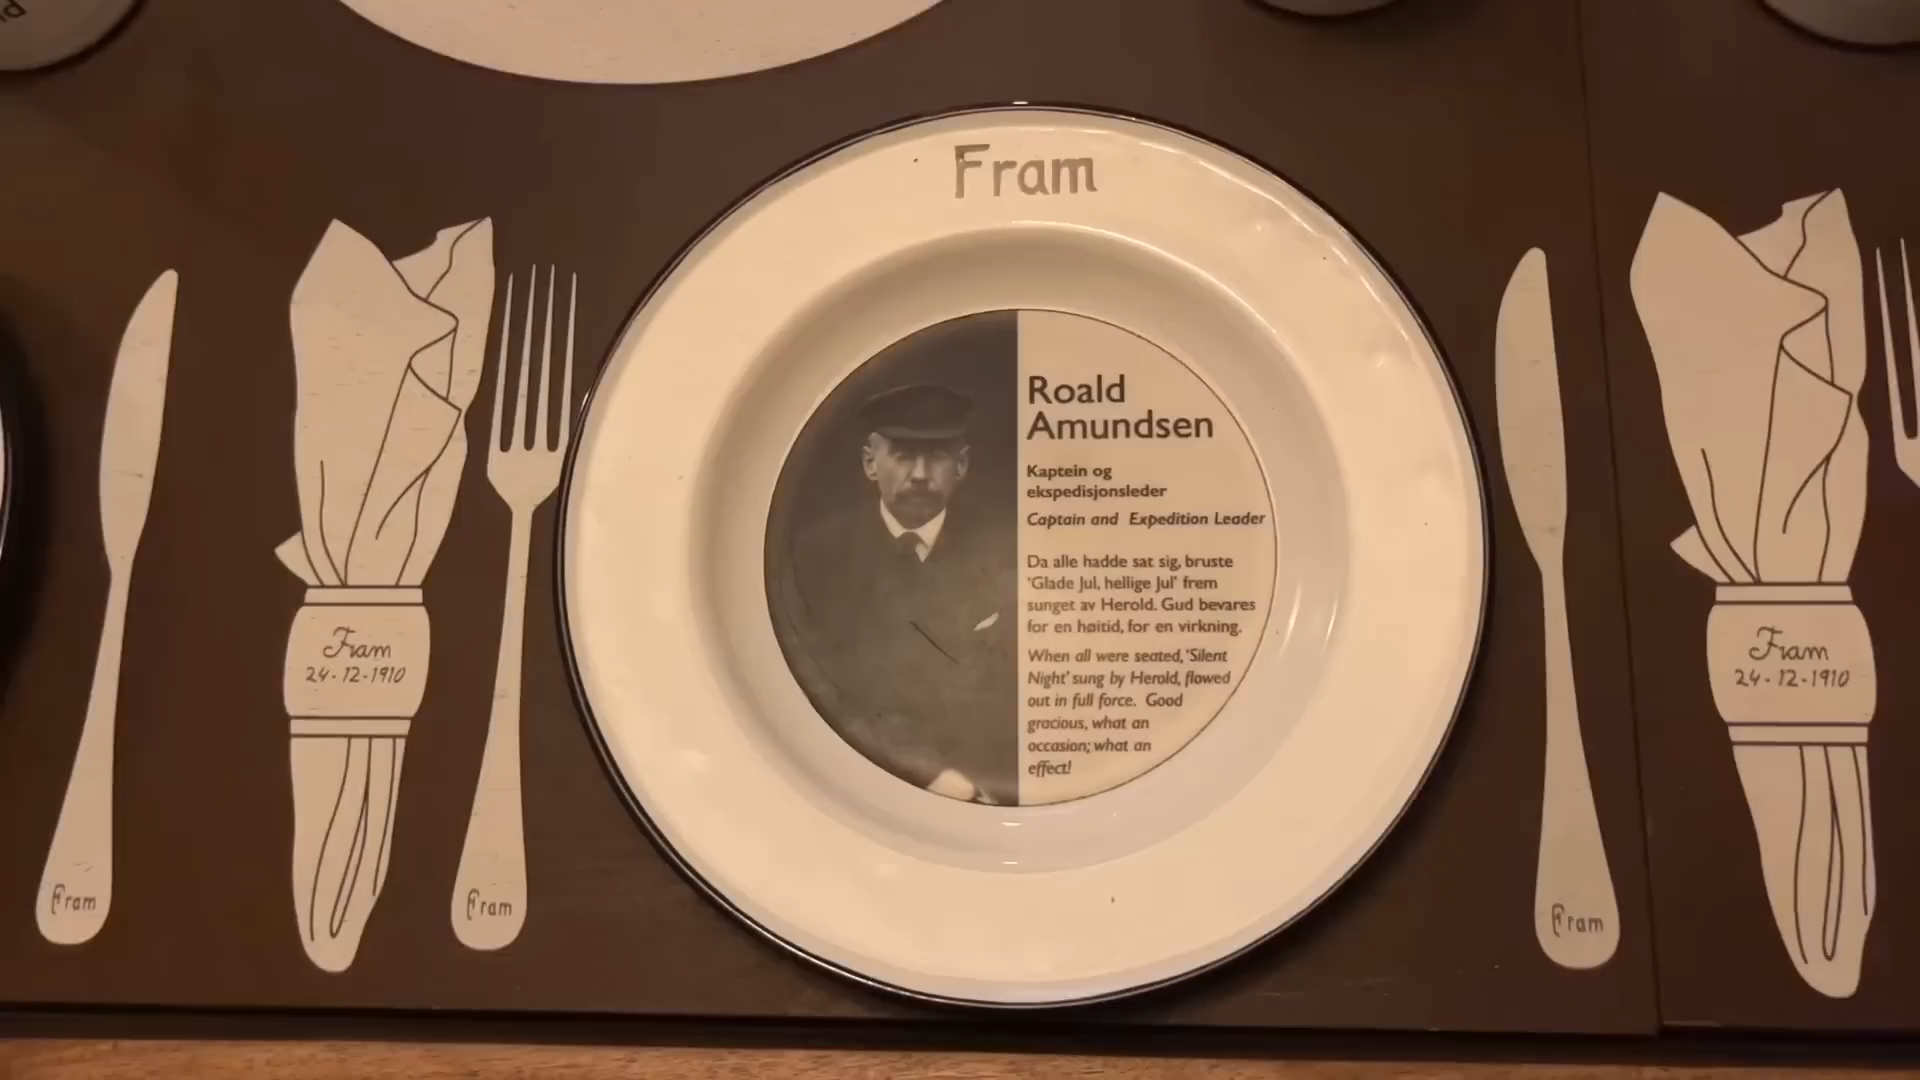 Fram
Roald
Amundsen
Kaptein og
ekspedisjonsleder
Captain and Expedition Leader
Da alle hadde sat sig, bruste
'Glade Jul, hellige Jul' frem
sunget av Herold. Gud bevares
for en høitid, for en virkning.
When all were seated, 'Silent
Night' sung by Herold, flowed
out in full force. Good
gracious, what an
occasion; what an
effect!
Fram
24-12-1910
Fram
24-12-1910
Fram
Fram
Fram